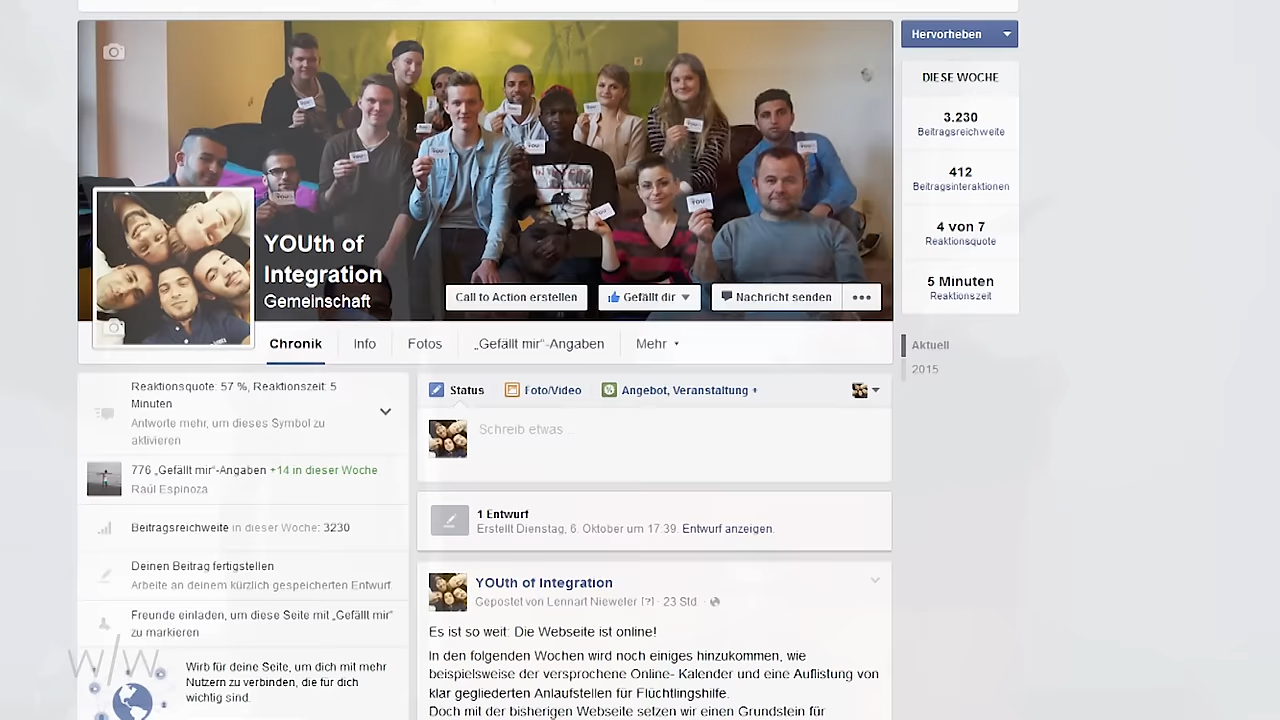 Hervorheben
DIESE WOCHE
3.230
Beitragsreichweite
412
Beitragsinteraktionen
4 von 7
Reaktionsquote
5 Minuten
Reaktionszeit
Aktuell
2015
YOUth of
Integration
Gemeinschaft
Call to Action erstellen
Gefällt dir
Nachricht senden
Chronik
Info
Fotos
„Gefällt mir“-Angaben
Mehr
Reaktionsquote: 57 %, Reaktionszeit: 5
Minuten
Antworte mehr, um dieses Symbol zu
aktivieren
776 „Gefällt mir“-Angaben +14 in dieser Woche
Raúl Espinoza
Beitragsreichweite in dieser Woche: 3230
Deinen Beitrag fertigstellen
Arbeite an deinem kürzlich gespeicherten Entwurf
Freunde einladen, um diese Seite mit „Gefällt mir“
zu markieren
Wirb für deine Seite, um dich mit mehr
Nutzern zu verbinden, die für dich
wichtig sind.
w/w
Status
Foto/Video
Angebot, Veranstaltung +
Schreib etwas ...
1 Entwurf
Erstellt Dienstag, 6. Oktober um 17:39. Entwurf anzeigen.
YOUth of Integration
Gepostet von Lennart Nieweler [?] · 23 Std. ·
Es ist so weit: Die Webseite ist online!
In den folgenden Wochen wird noch einiges hinzukommen, wie
beispielsweise der versprochene Online- Kalender und eine Auflistung von
klar gegliederten Anlaufstellen für Flüchtlingshilfe.
Doch mit der bisherigen Webseite setzen wir einen Grundstein für